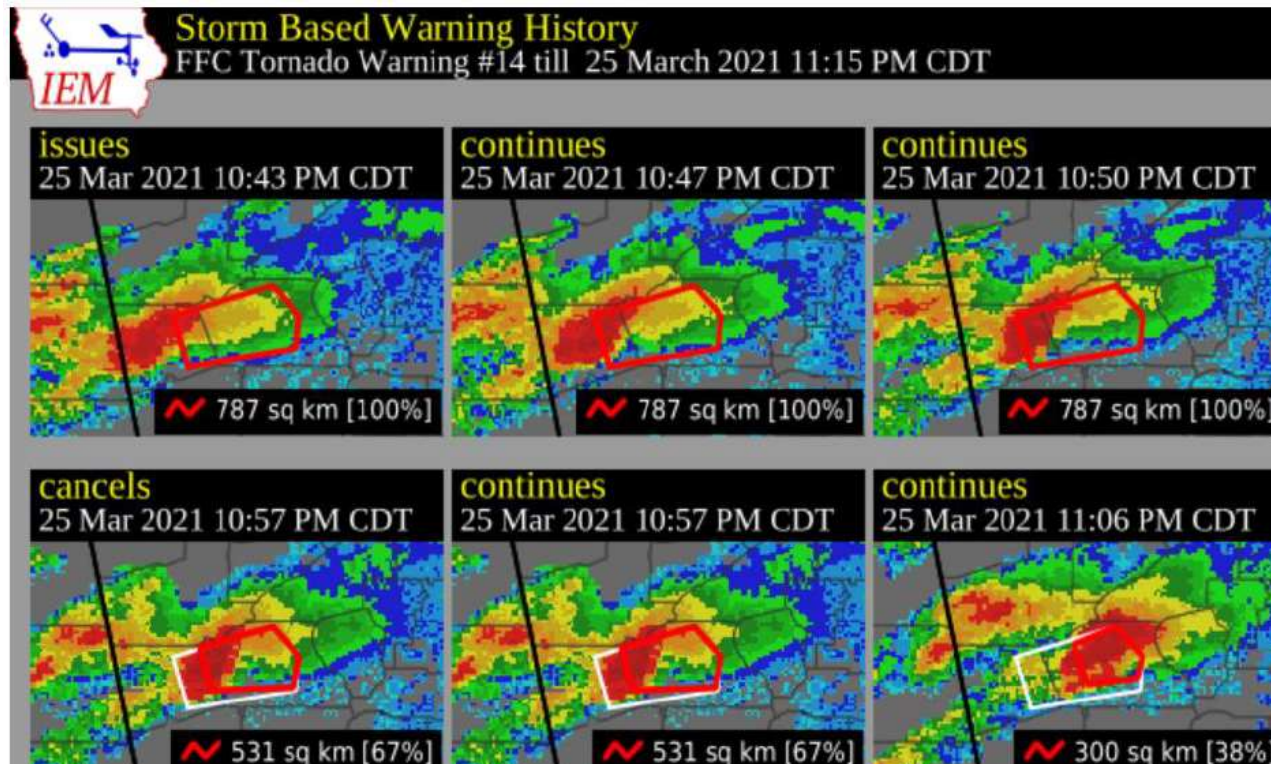 IEM
Storm Based Warning History
FFC Tornado Warning #14 till 25 March 2021 11:15 PM CDT
issues
25 Mar 2021 10:43 PM CDT
787 sq km [100%]
continues
25 Mar 2021 10:47 PM CDT
787 sq km [100%]
continues
25 Mar 2021 10:50 PM CDT
787 sq km [100%]
cancels
25 Mar 2021 10:57 PM CDT
531 sq km [67%]
continues
25 Mar 2021 10:57 PM CDT
531 sq km [67%]
continues
25 Mar 2021 11:06 PM CDT
300 sq km [38%]